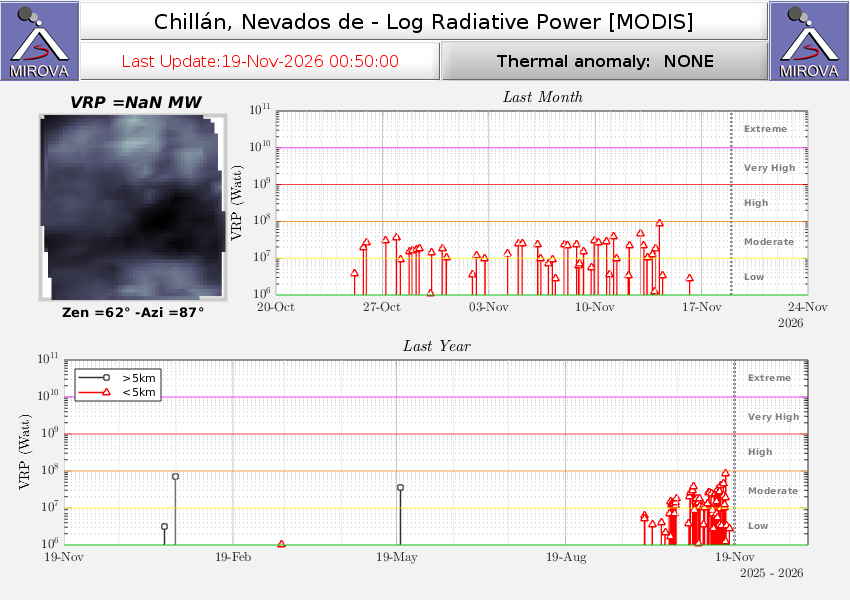 Chillán, Nevados de - Log Radiative Power [MODIS]
MIROVA
Last Update:19-Nov-2026 00:50:00
Thermal anomaly: NONE
MIROVA
VRP =NaN MW
Zen =62° -Azi =87°
Last Month
VRP (Watt)
10^11
10^10
10^9
10^8
10^7
10^6
Extreme
Very High
High
Moderate
Low
20-Oct 27-Oct 03-Nov 10-Nov 17-Nov 24-Nov
2026
Last Year
VRP (Watt)
10^11
10^10
10^9
10^8
10^7
10^6
>5km
<5km
Extreme
Very High
High
Moderate
Low
19-Nov 19-Feb 19-May 19-Aug 19-Nov
2025 - 2026